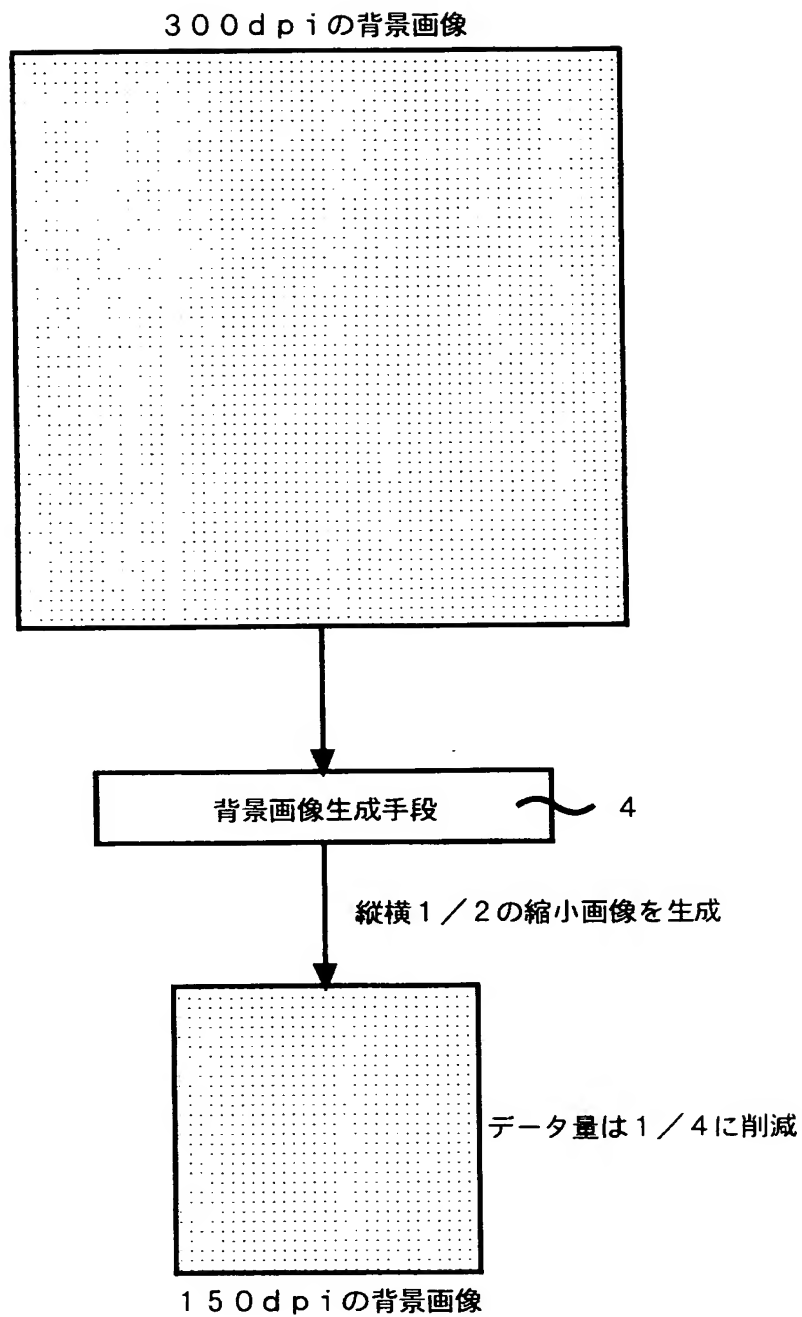 ３００ｄｐｉの背景画像
背景画像生成手段
４
縦横１／２の縮小画像を生成
データ量は１／４に削減
１５０ｄｐｉの背景画像